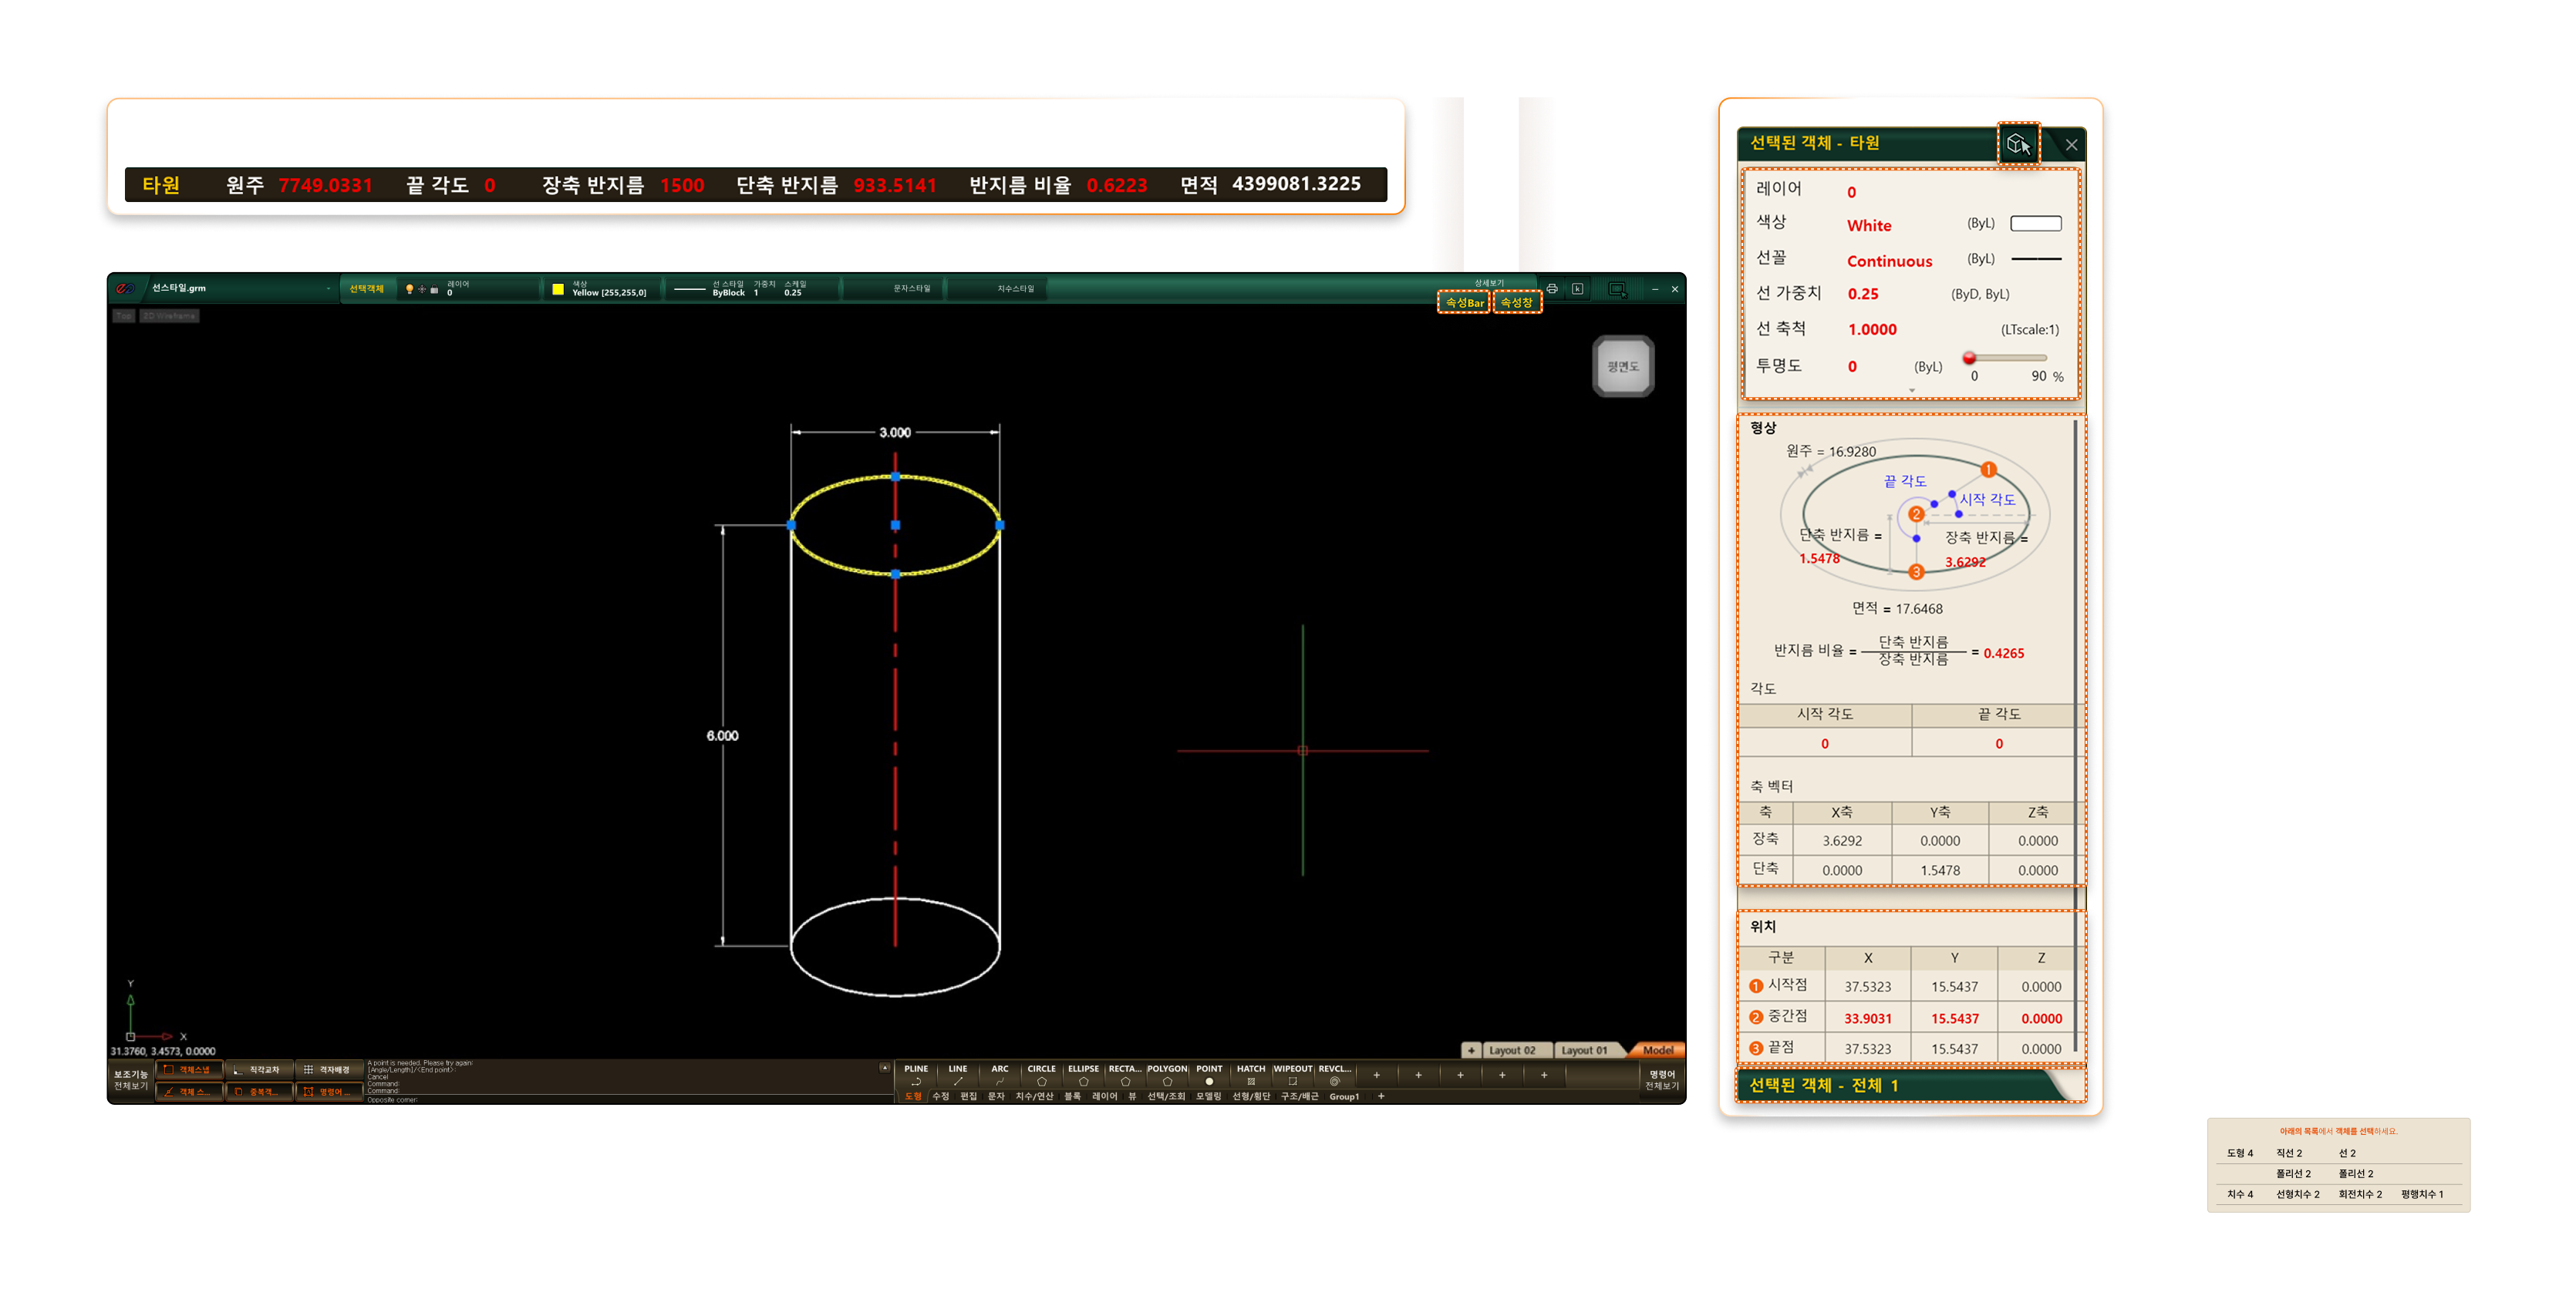 타원 원주 7749.0331 끝 각도 0 장축 반지름 1500 단축 반지름 933.5141 반지름 비율 0.6223 면적 4399081.3225
선스타일.grm
선택객체
레이어
0
색상
Yellow [255,255,0]
선 스타일 가중치 스케일
ByBlock 1 0.25
문자스타일
치수스타일
상세보기
속성Bar 속성창
Top 2D Wireframe
평면도
3.000
6.000
Y
X
31.3760, 3.4573, 0.0000
+ Layout 02 Layout 01 Model
보조기능
전체보기
객체스냅 직각교차 격자배경
객체 스... 중복객... 명령어 ...
A point is needed. Please try again:
[Angle/Length]/<End point>:
Cancel
Command:
Command:
Opposite corner:
PLINE LINE ARC CIRCLE ELLIPSE RECTA... POLYGON POINT HATCH WIPEOUT REVCL...
+ + + + +
도형 수정 편집 문자 치수/연산 블록 레이어 뷰 선택/조회 모델링 선형/횡단 구조/배근 Group1 +
명령어
전체보기
선택된 객체 - 타원
레이어 0
색상 White (ByL)
선꼴 Continuous (ByL)
선 가중치 0.25 (ByD, ByL)
선 축척 1.0000 (LTscale:1)
투명도 0 (ByL)
0 90 %
형상
원주 = 16.9280
1
끝 각도
시작 각도
2
단축 반지름 =
1.5478
장축 반지름 =
3.6292
3
면적 = 17.6468
반지름 비율 = 단축 반지름 / 장축 반지름 = 0.4265
각도
시작 각도 끝 각도
0 0
축 벡터
축 X축 Y축 Z축
장축 3.6292 0.0000 0.0000
단축 0.0000 1.5478 0.0000
위치
구분 X Y Z
1 시작점 37.5323 15.5437 0.0000
2 중간점 33.9031 15.5437 0.0000
3 끝점 37.5323 15.5437 0.0000
선택된 객체 - 전체 1
아래의 목록에서 객체를 선택하세요.
도형 4 직선 2 선 2
폴리선 2 폴리선 2
치수 4 선형치수 2 회전치수 2 평행치수 1